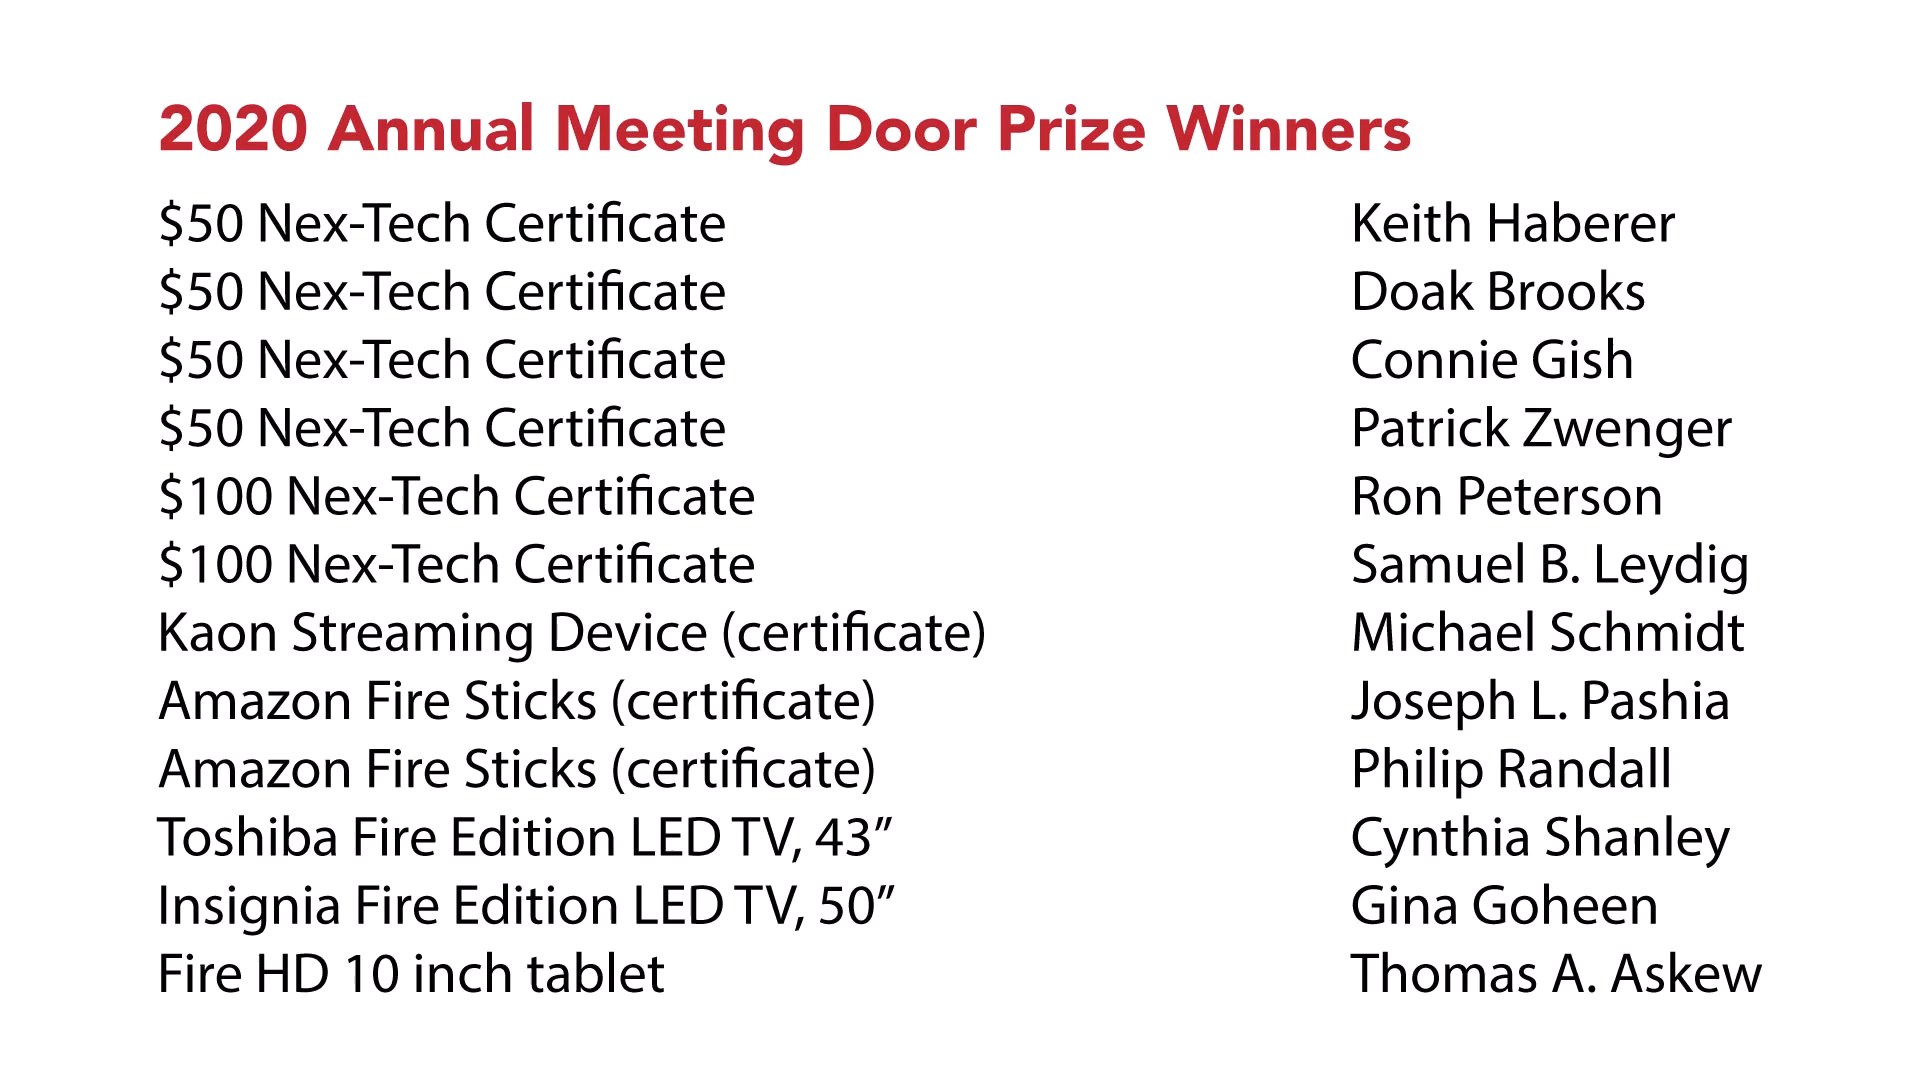 2020 Annual Meeting Door Prize Winners
$50 Nex-Tech Certificate Keith Haberer
$50 Nex-Tech Certificate Doak Brooks
$50 Nex-Tech Certificate Connie Gish
$50 Nex-Tech Certificate Patrick Zwenger
$100 Nex-Tech Certificate Ron Peterson
$100 Nex-Tech Certificate Samuel B. Leydig
Kaon Streaming Device (certificate) Michael Schmidt
Amazon Fire Sticks (certificate) Joseph L. Pashia
Amazon Fire Sticks (certificate) Philip Randall
Toshiba Fire Edition LED TV, 43” Cynthia Shanley
Insignia Fire Edition LED TV, 50” Gina Goheen
Fire HD 10 inch tablet Thomas A. Askew